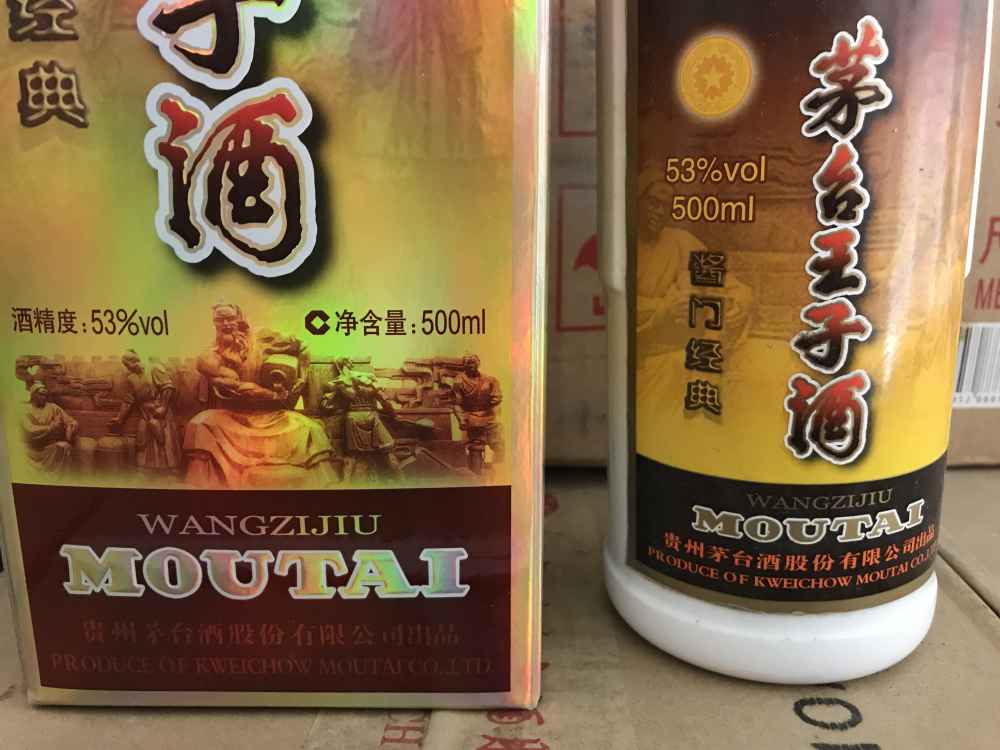 经典
子酒
酒精度:53%vol
净含量:500ml
WANGZIJIU
MOUTAI
贵州茅台酒股份有限公司出品
PRODUCE OF KWEICHOW MOUTAI CO.,LTD.
53%vol
500ml
茅台王子酒
酱门经典
WANGZIJIU
MOUTAI
贵州茅台酒股份有限公司出品
PRODUCE OF KWEICHOW MOUTAI CO.,LT